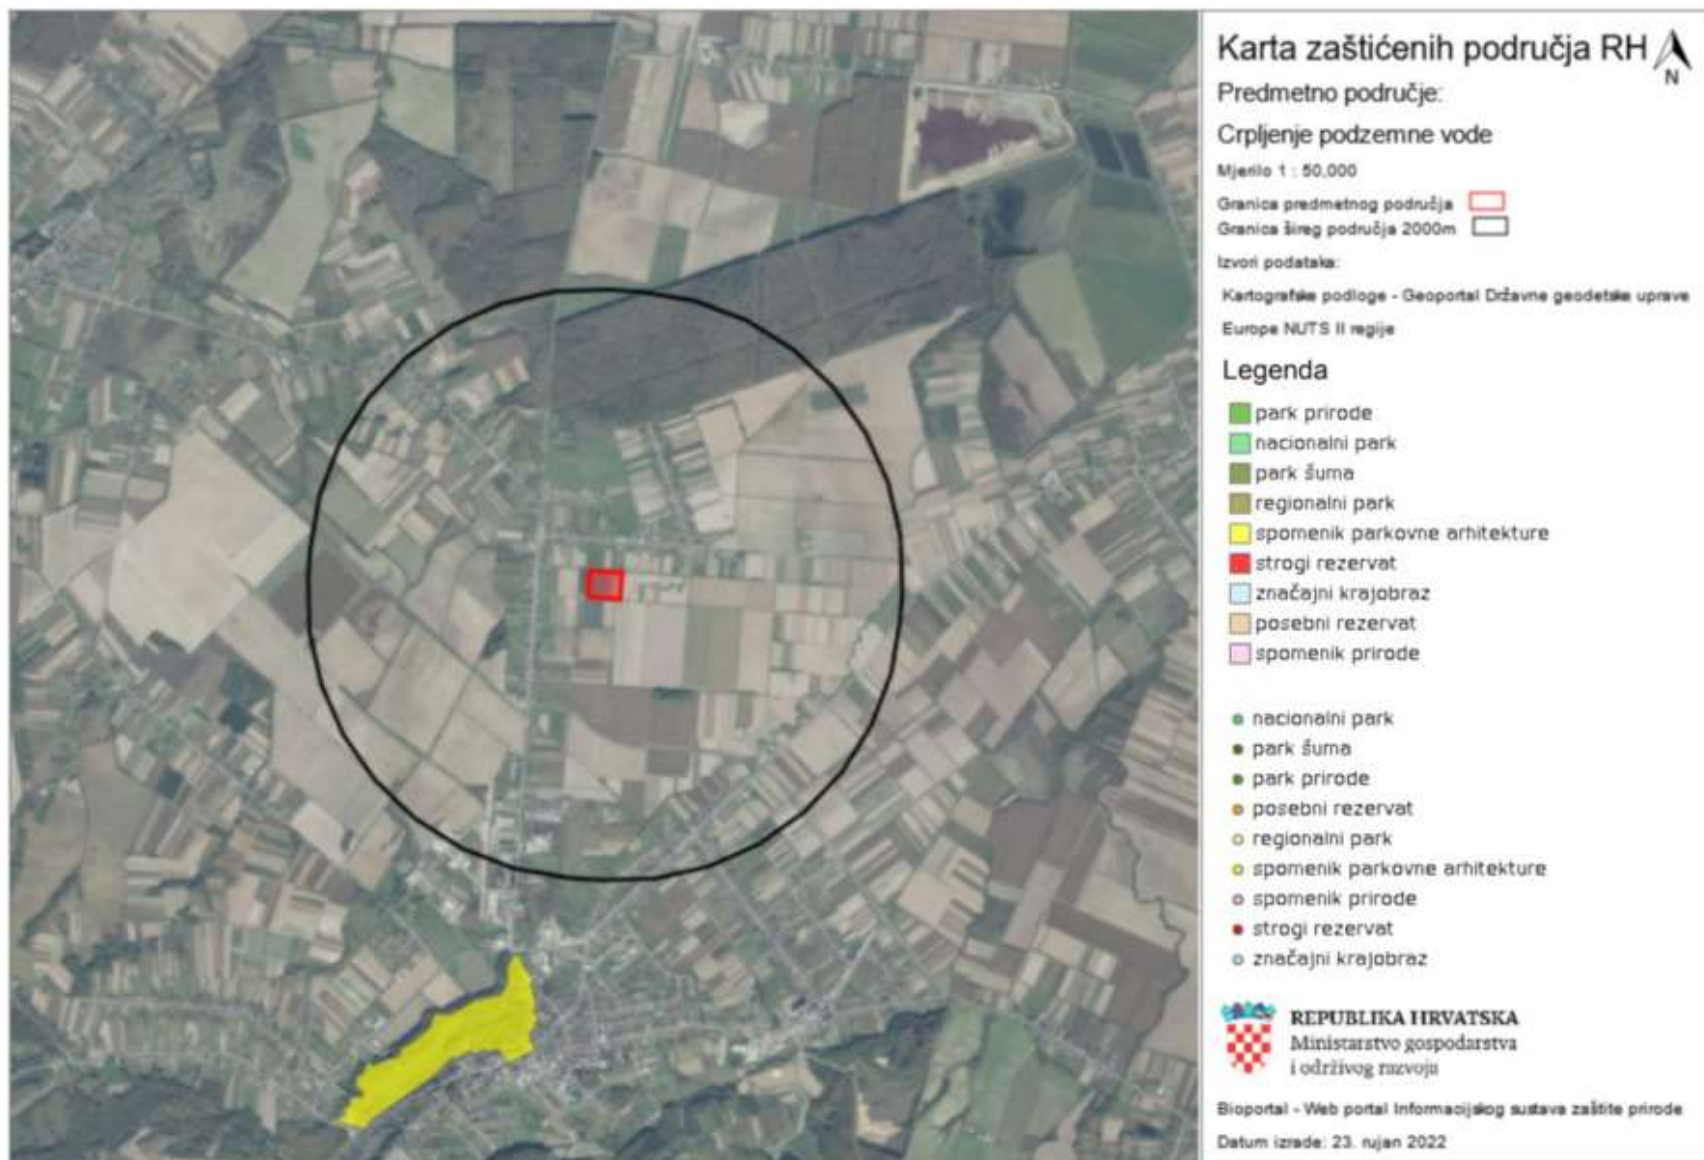 Karta zaštićenih područja RH
N
Predmetno područje:
Crpljenje podzemne vode
Mjerilo 1 : 50,000
Granica predmetnog područja
Granica šireg područja 2000m
Izvori podataka:
Kartografske podloge - Geoportal Državne geodetske uprave
Europe NUTS II regije
Legenda
park prirode
nacionalni park
park šuma
regionalni park
spomenik parkovne arhitekture
strogi rezervat
značajni krajobraz
posebni rezervat
spomenik prirode
nacionalni park
park šuma
park prirode
posebni rezervat
regionalni park
spomenik parkovne arhitekture
spomenik prirode
strogi rezervat
značajni krajobraz
REPUBLIKA HRVATSKA
Ministarstvo gospodarstva
i održivog razvoja
Bioportal - Web portal Informacijskog sustava zaštite prirode
Datum izrade: 23. rujan 2022